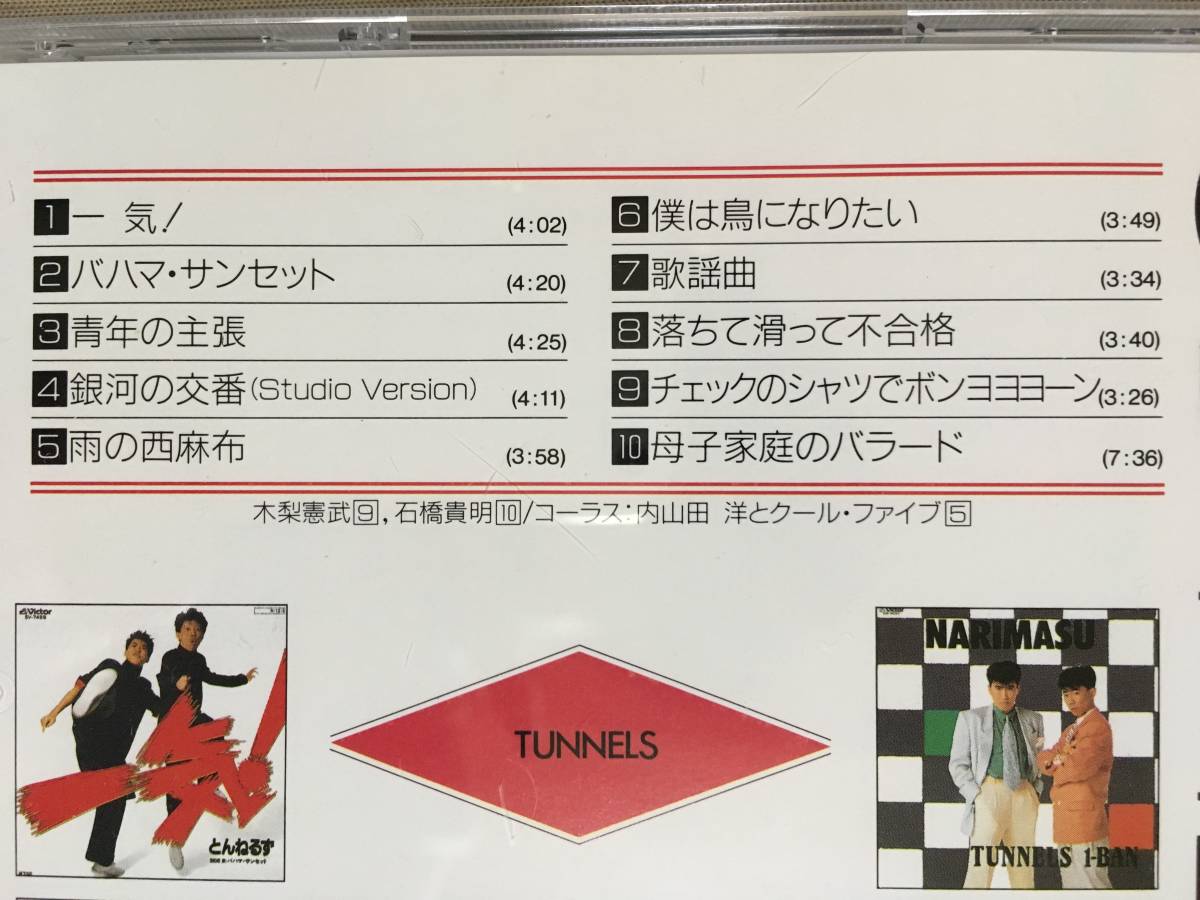 1 一気! (4:02)
2 バハマ・サンセット (4:20)
3 青年の主張 (4:25)
4 銀河の交番(Studio Version) (4:11)
5 雨の西麻布 (3:58)
6 僕は鳥になりたい (3:49)
7 歌謡曲 (3:34)
8 落ちて滑って不合格 (3:40)
9 チェックのシャツでボンヨヨヨーン (3:26)
10 母子家庭のバラード (7:36)
木梨憲武9, 石橋貴明10/コーラス:内山田 洋とクール・ファイブ5
Victor
一気!
とんねるず
バハマ・サンセット
TUNNELS
NARIMASU
TUNNELS 1-BAN